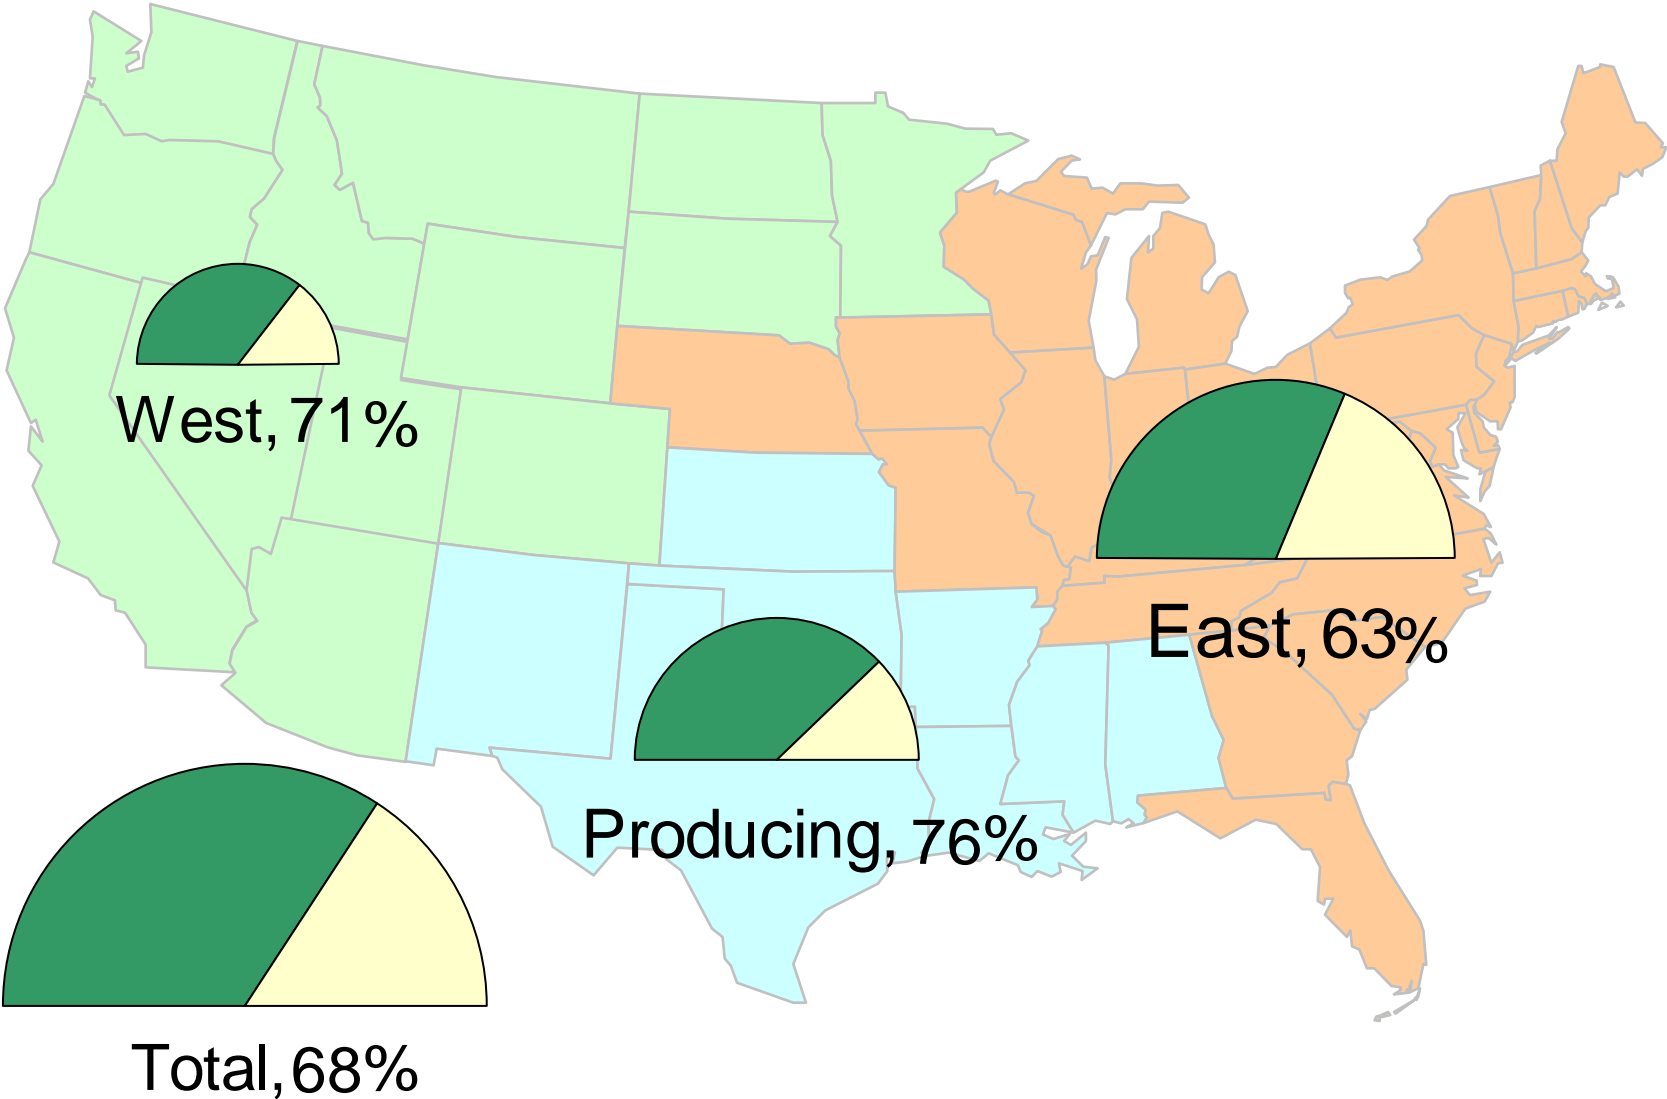 West, 71%
East, 63%
Producing, 76%
Total, 68%